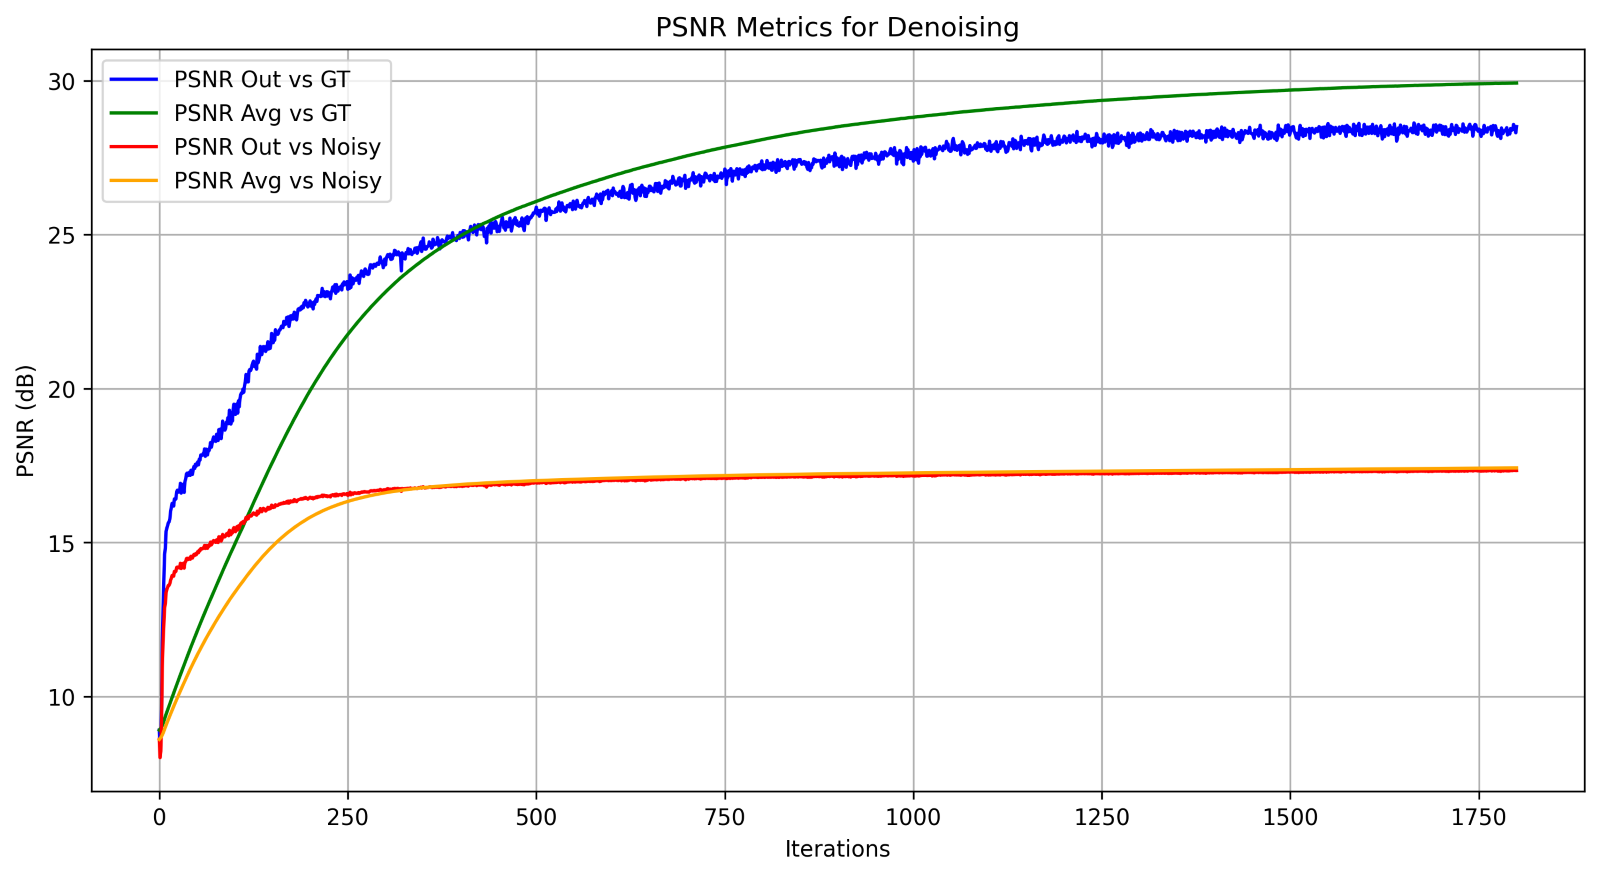 PSNR Metrics for Denoising
PSNR Out vs GT
PSNR Avg vs GT
PSNR Out vs Noisy
PSNR Avg vs Noisy
PSNR (dB)
30
25
20
15
10
0 250 500 750 1000 1250 1500 1750
Iterations